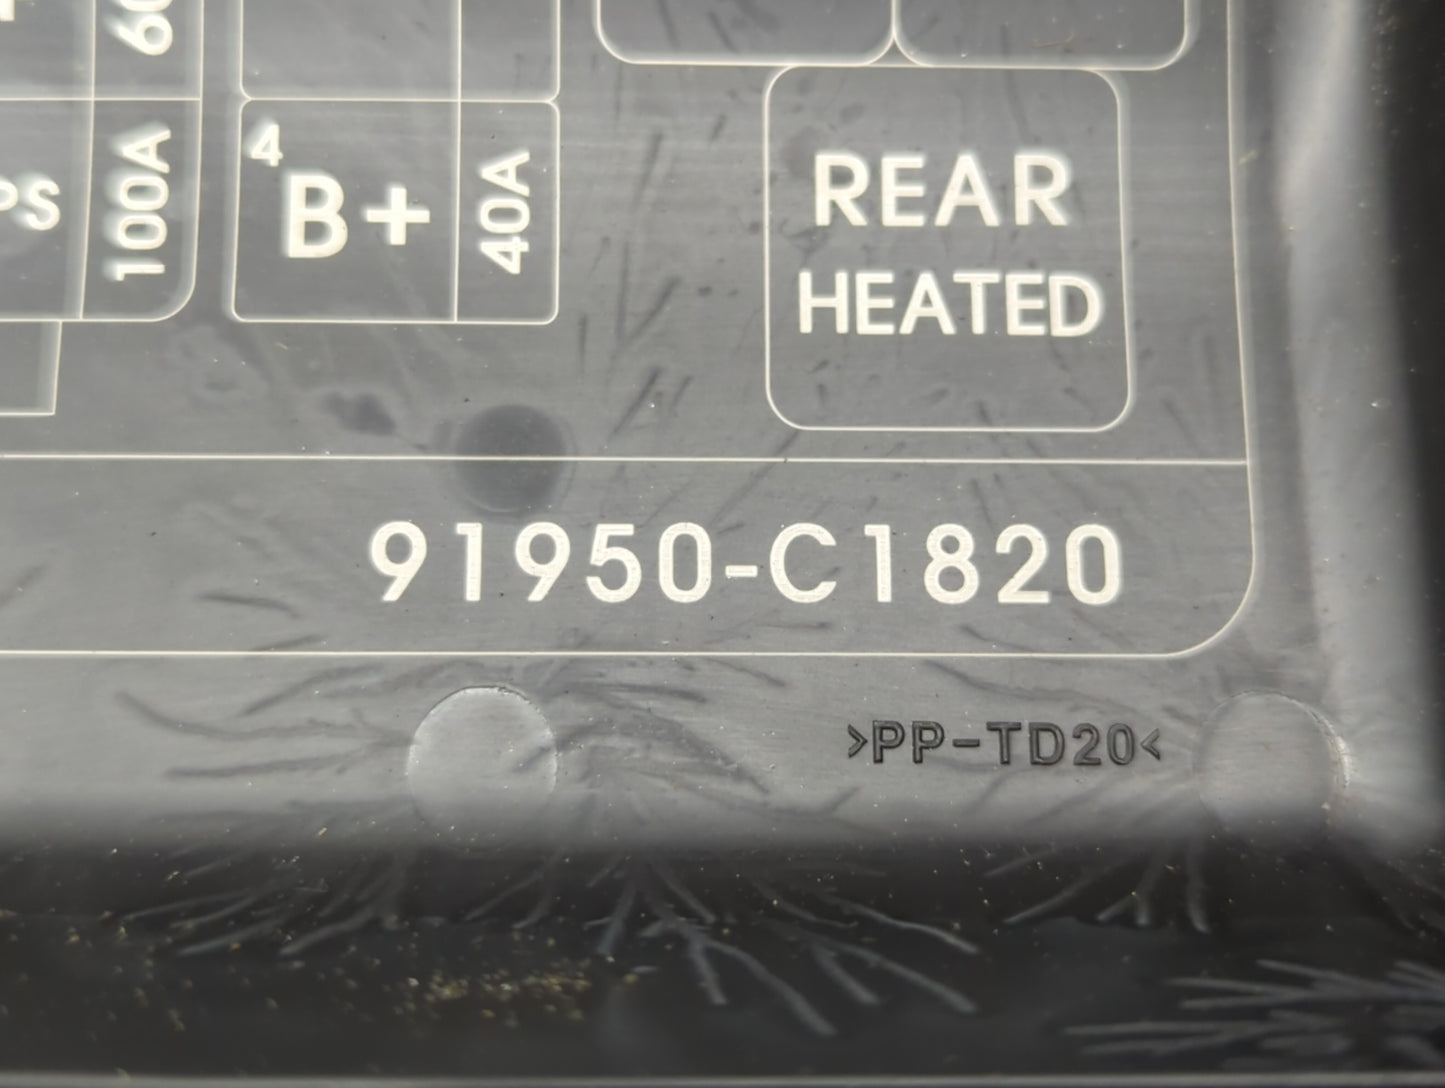 100A
4
B+
40A
REAR
HEATED
91950-C1820
>PP-TD20<